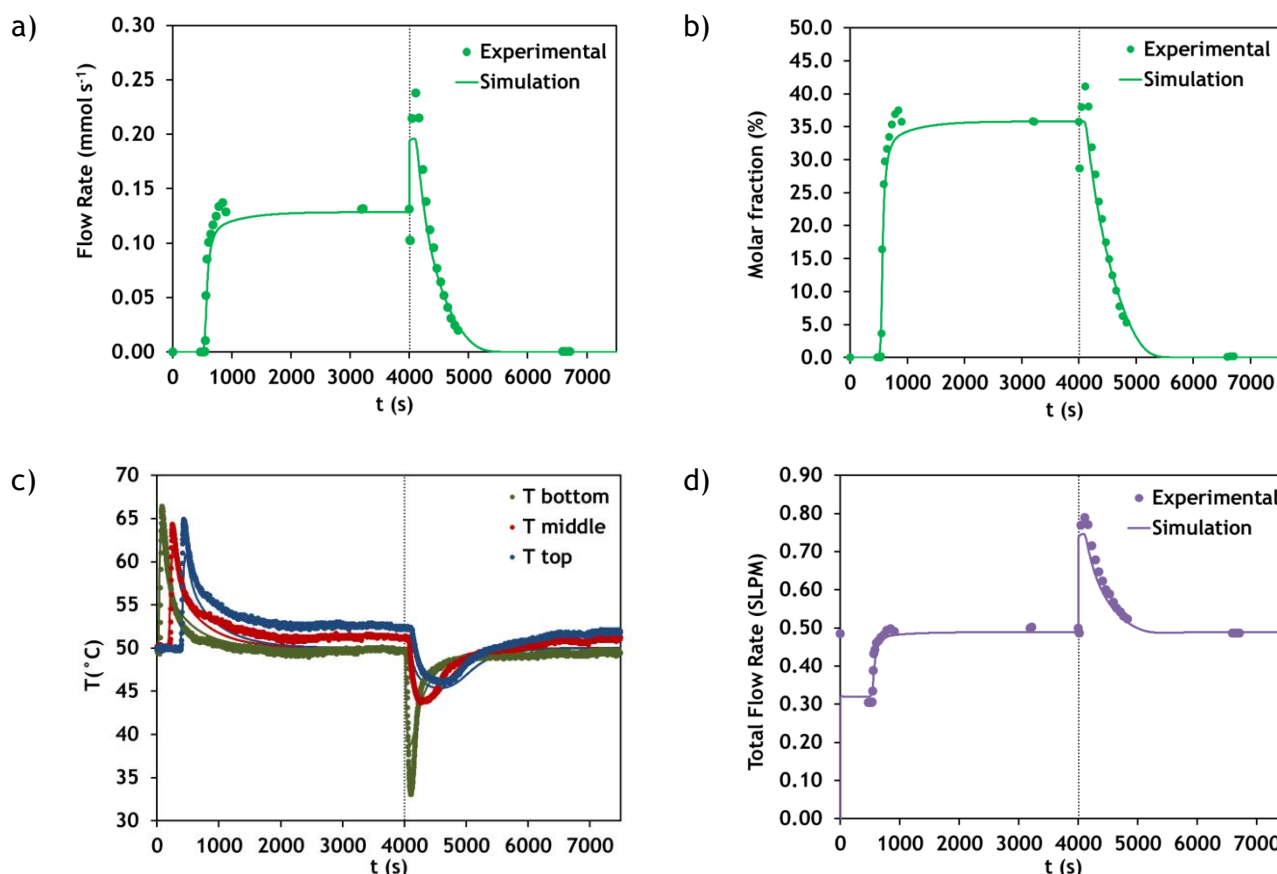 a)
Flow Rate (mmol s⁻¹)
0.30
0.25
0.20
0.15
0.10
0.05
0.00
Experimental
Simulation
0 1000 2000 3000 4000 5000 6000 7000
t (s)
b)
Molar fraction (%)
50.0
45.0
40.0
35.0
30.0
25.0
20.0
15.0
10.0
5.0
0.0
Experimental
Simulation
0 1000 2000 3000 4000 5000 6000 7000
t (s)
c)
T(°C)
70
65
60
55
50
45
40
35
30
T bottom
T middle
T top
0 1000 2000 3000 4000 5000 6000 7000
t (s)
d)
Total Flow Rate (SLPM)
0.90
0.80
0.70
0.60
0.50
0.40
0.30
0.20
0.10
0.00
Experimental
Simulation
0 1000 2000 3000 4000 5000 6000 7000
t (s)